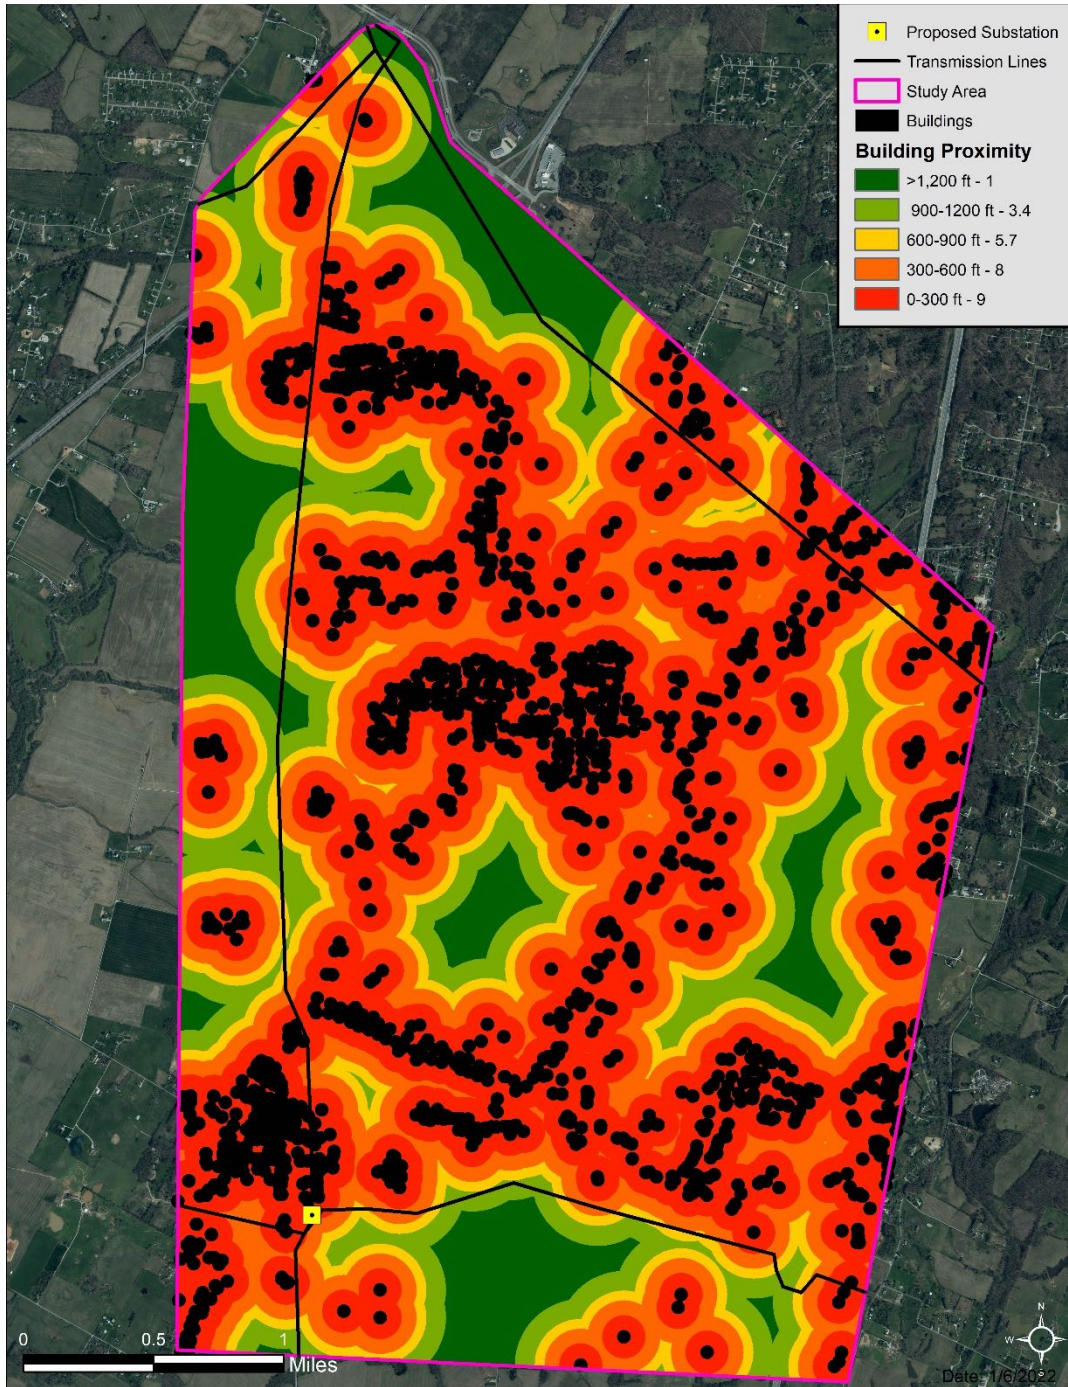 Proposed Substation
Transmission Lines
Study Area
Buildings
Building Proximity
>1,200 ft - 1
900-1200 ft - 3.4
600-900 ft - 5.7
300-600 ft - 8
0-300 ft - 9
0 0.5 1
Miles
N
W
S
Date: 1/6/2022